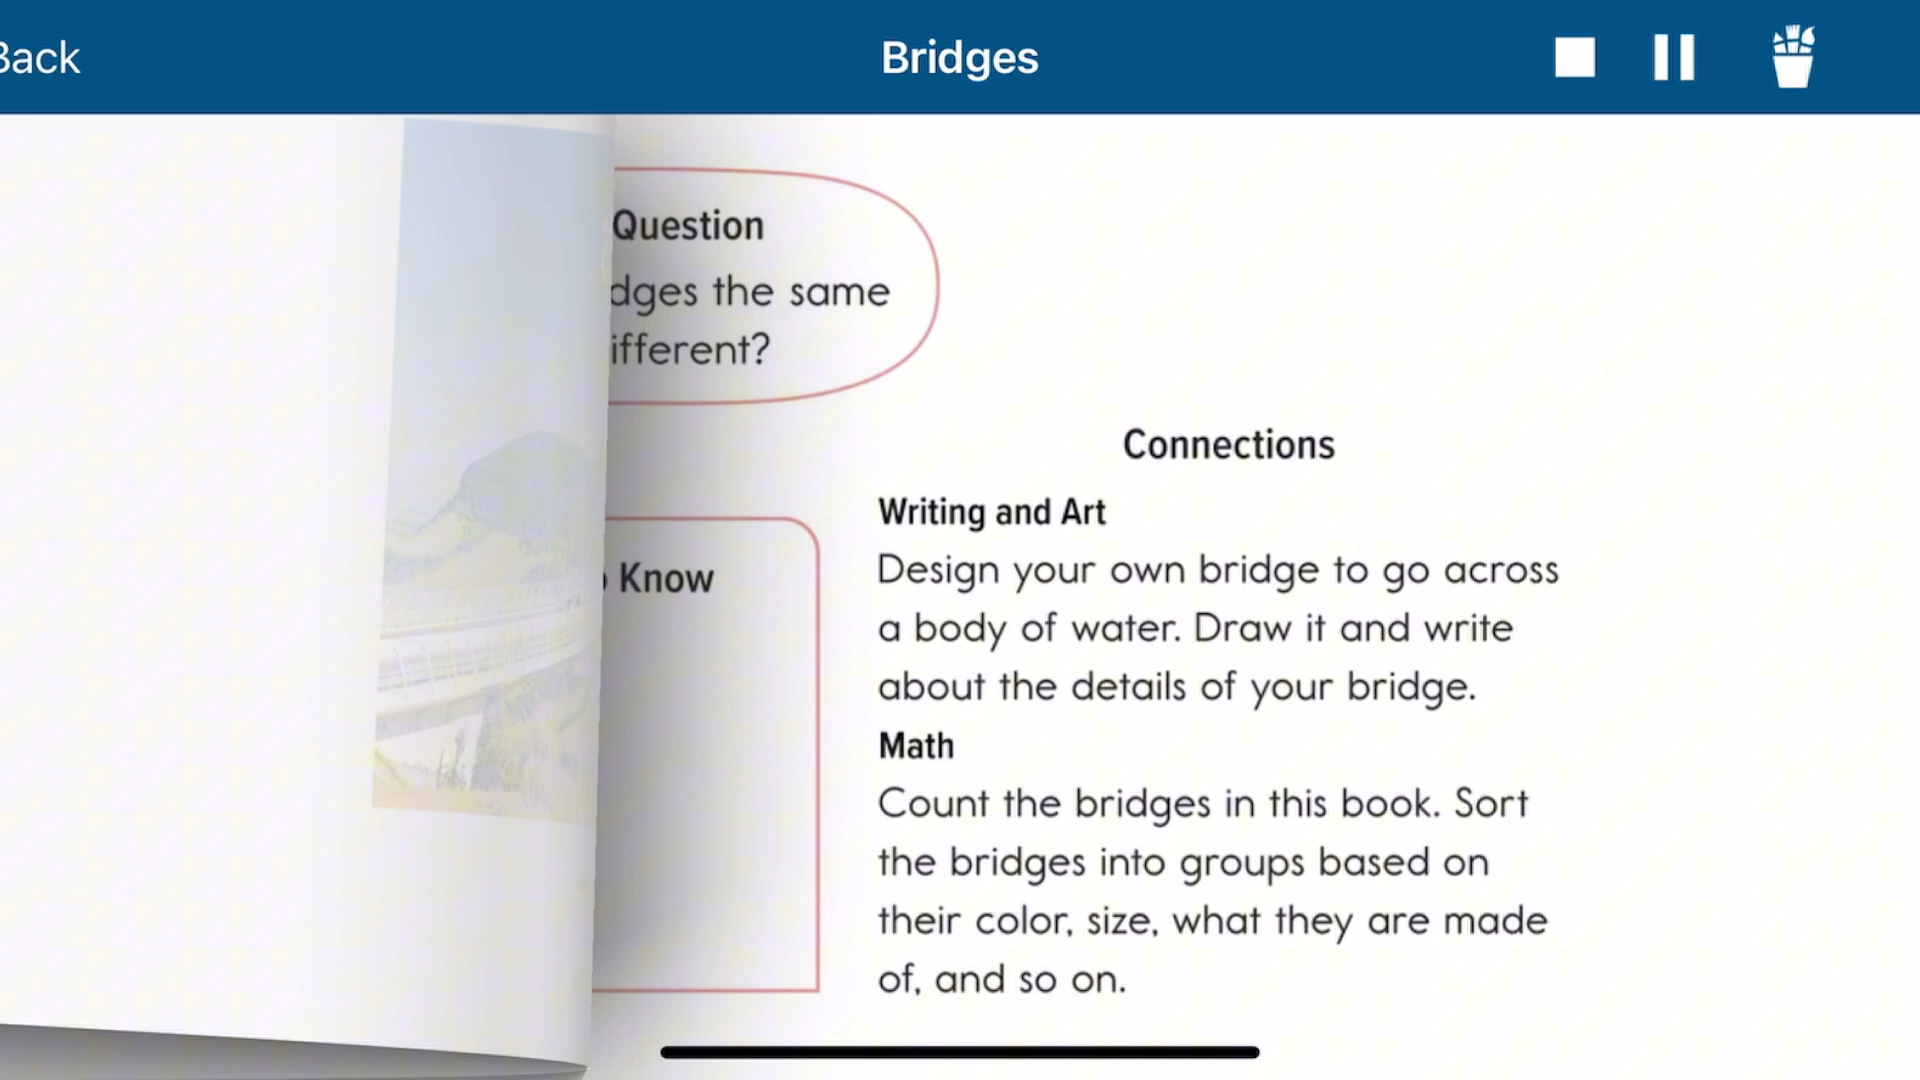 Back
Bridges
Question
dges the same
ifferent?
Know
Connections
Writing and Art
Design your own bridge to go across
a body of water. Draw it and write
about the details of your bridge.
Math
Count the bridges in this book. Sort
the bridges into groups based on
their color, size, what they are made
of, and so on.